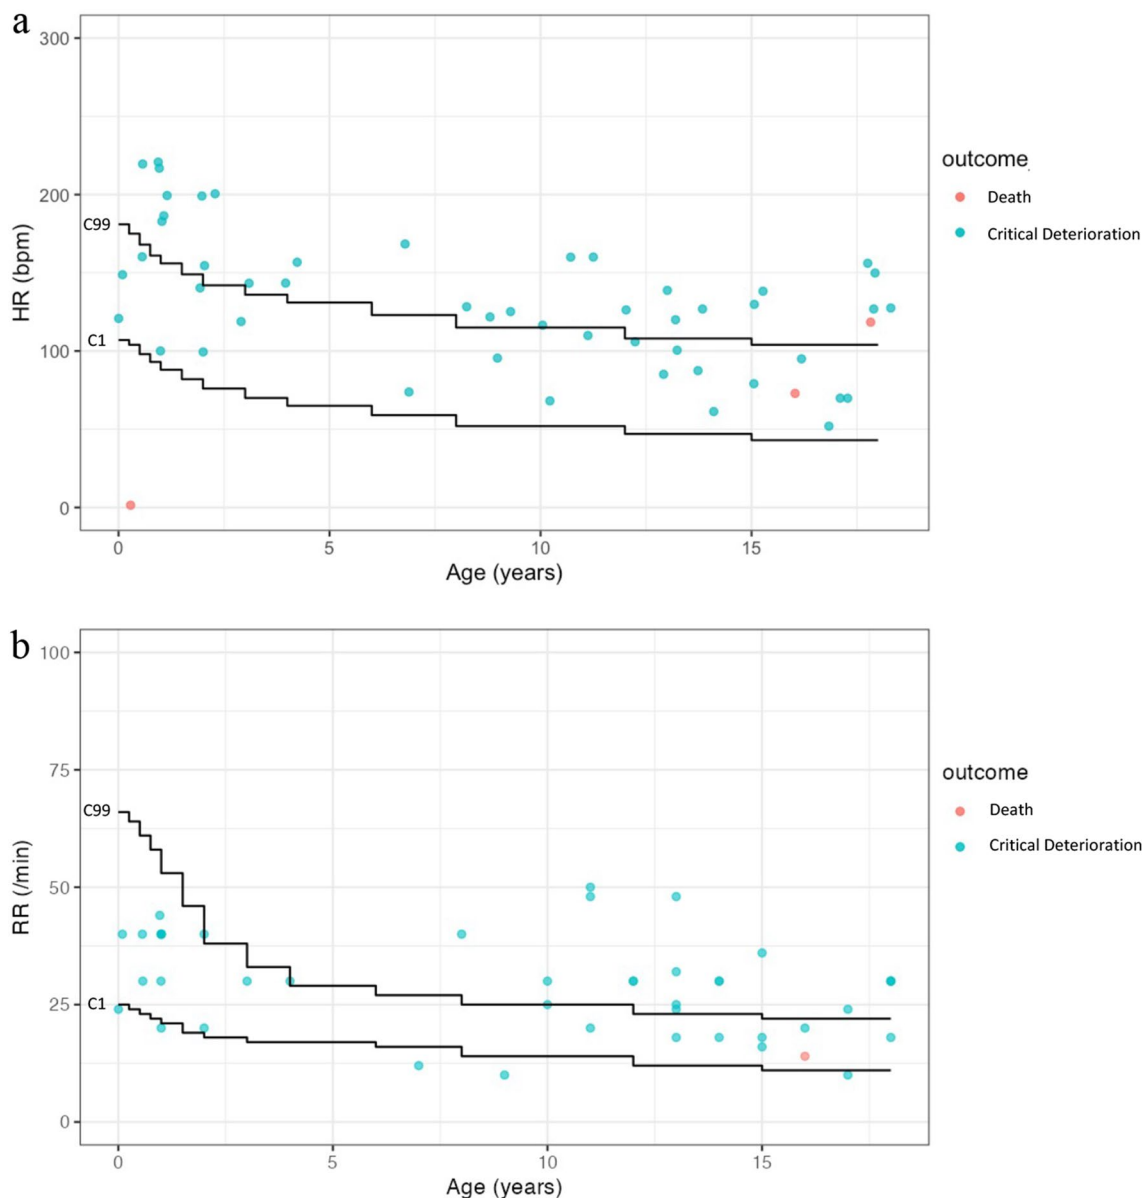 a
300
200
100
0
C99
C1
HR (bpm)
0 5 10 15
Age (years)
outcome
Death
Critical Deterioration
b
100
75
50
25
0
C99
C1
RR (/min)
0 5 10 15
Age (years)
outcome
Death
Critical Deterioration